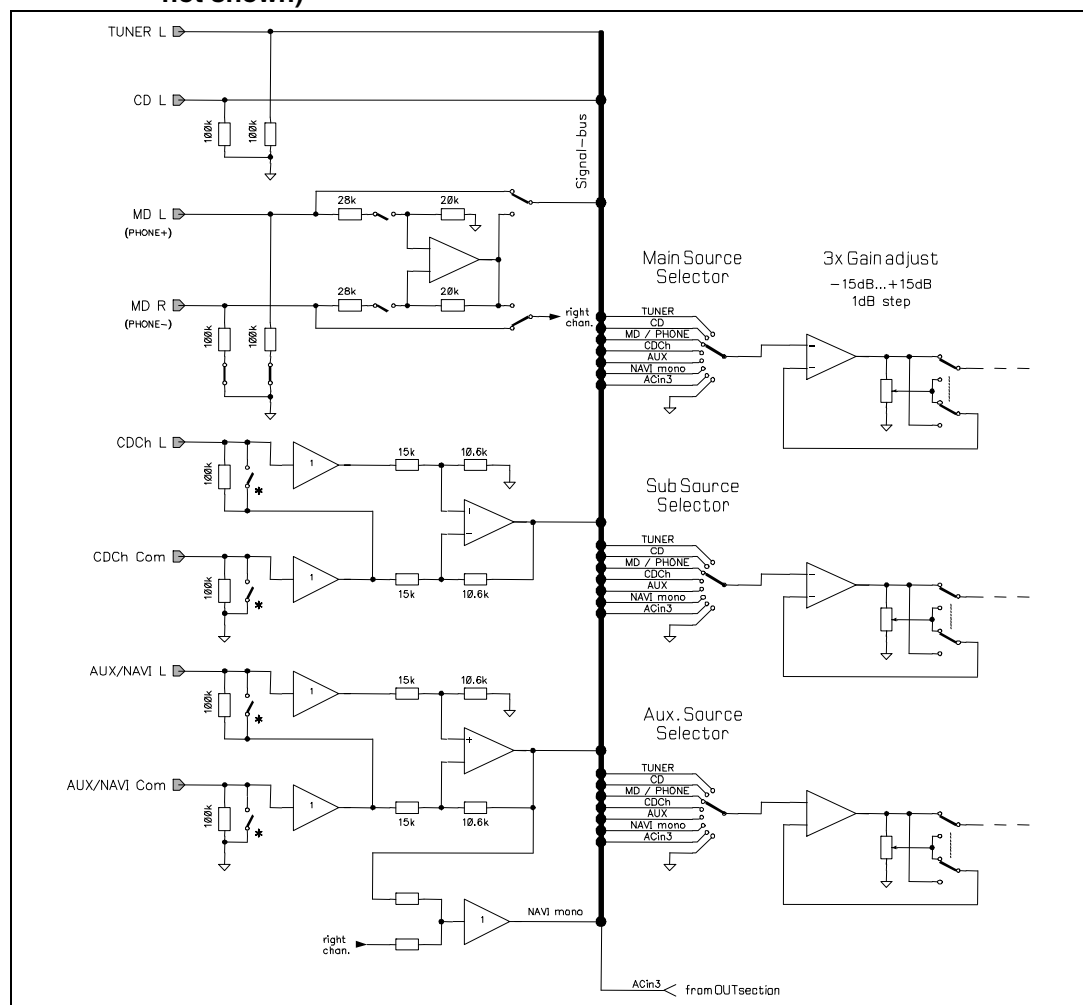 not shown)
TUNER L
CD L
100k
100k
Signal-bus
MD L
(PHONE+)
28k
20k
MD R
(PHONE-)
28k
20k
right
chan.
100k
100k
Main Source
Selector
TUNER
CD
MD / PHONE
CDCh
AUX
NAVI mono
ACin3
3x Gain adjust
-15dB...+15dB
1dB step
CDCh L
100k
*
1
15k
10.6k
CDCh Com
100k
*
1
15k
10.6k
Sub Source
Selector
TUNER
CD
MD / PHONE
CDCh
AUX
NAVI mono
ACin3
AUX/NAVI L
100k
*
1
15k
10.6k
+
AUX/NAVI Com
100k
*
1
15k
10.6k
Aux. Source
Selector
TUNER
CD
MD / PHONE
CDCh
AUX
NAVI mono
ACin3
right
chan.
1
NAVI mono
ACin3
from OUTsection